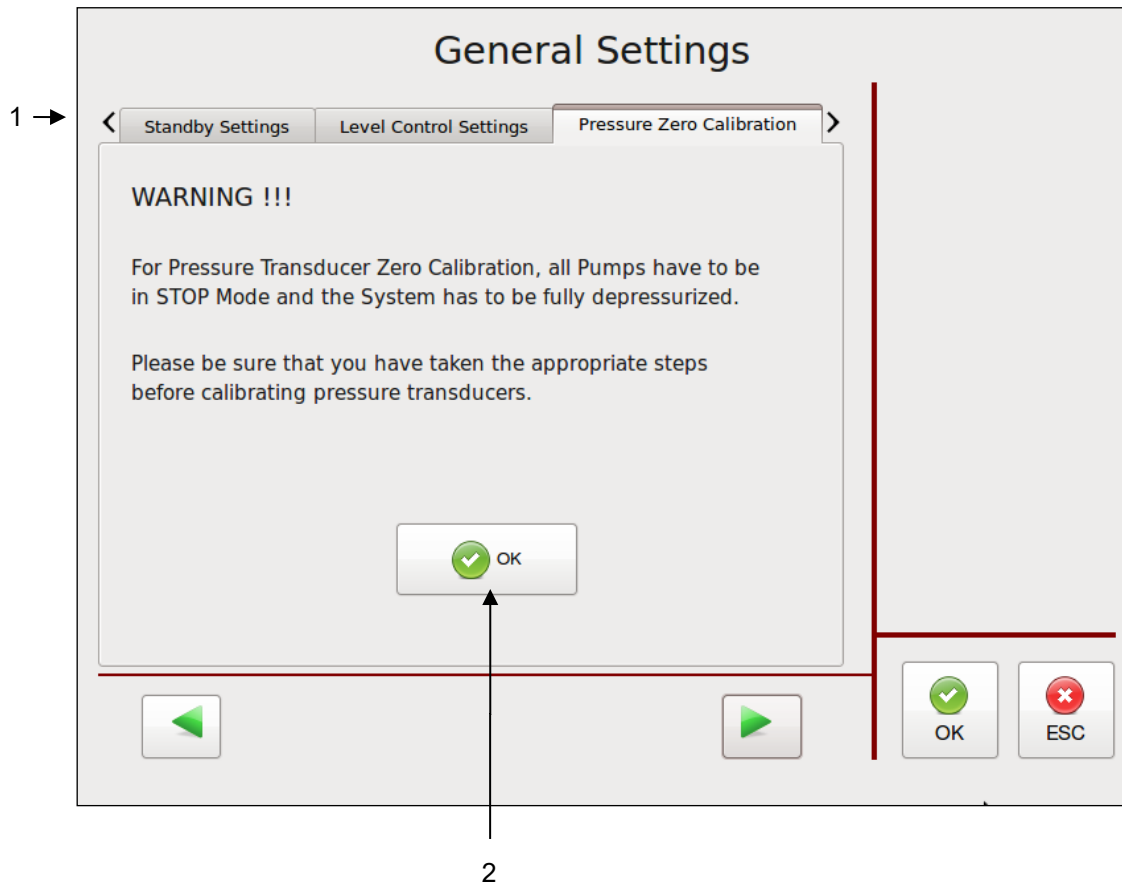 General Settings
1
Standby Settings Level Control Settings Pressure Zero Calibration
WARNING !!!
For Pressure Transducer Zero Calibration, all Pumps have to be
in STOP Mode and the System has to be fully depressurized.
Please be sure that you have taken the appropriate steps
before calibrating pressure transducers.
OK
OK ESC
2